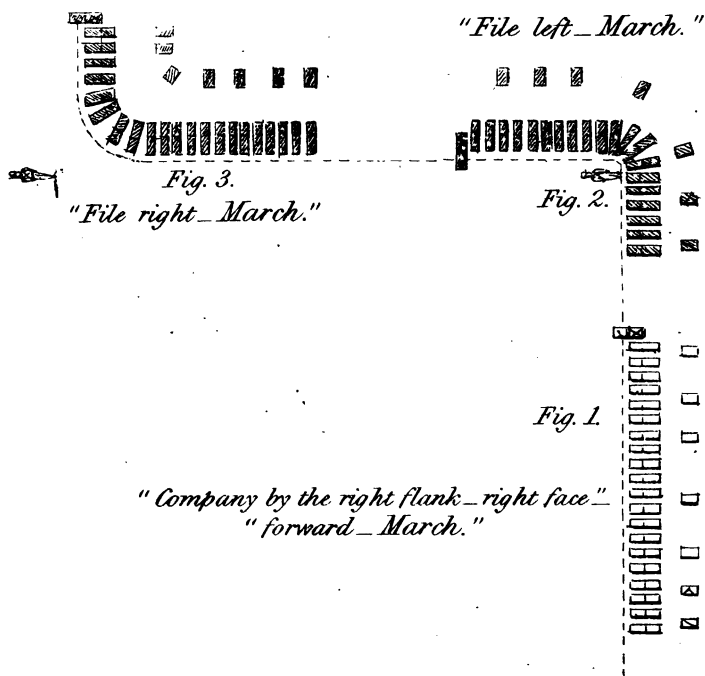 "File left_March."
Fig. 3.
"File right_March."
Fig. 2.
Fig. 1.
"Company by the right flank_right face"_
"forward_March."